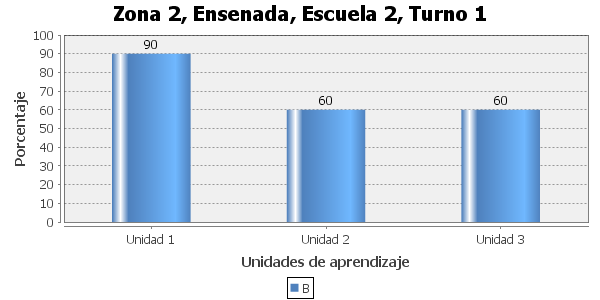 Zona 2, Ensenada, Escuela 2, Turno 1
Porcentaje
100
90
80
70
60
50
40
30
20
10
0
90
60
60
Unidad 1
Unidad 2
Unidad 3
Unidades de aprendizaje
B